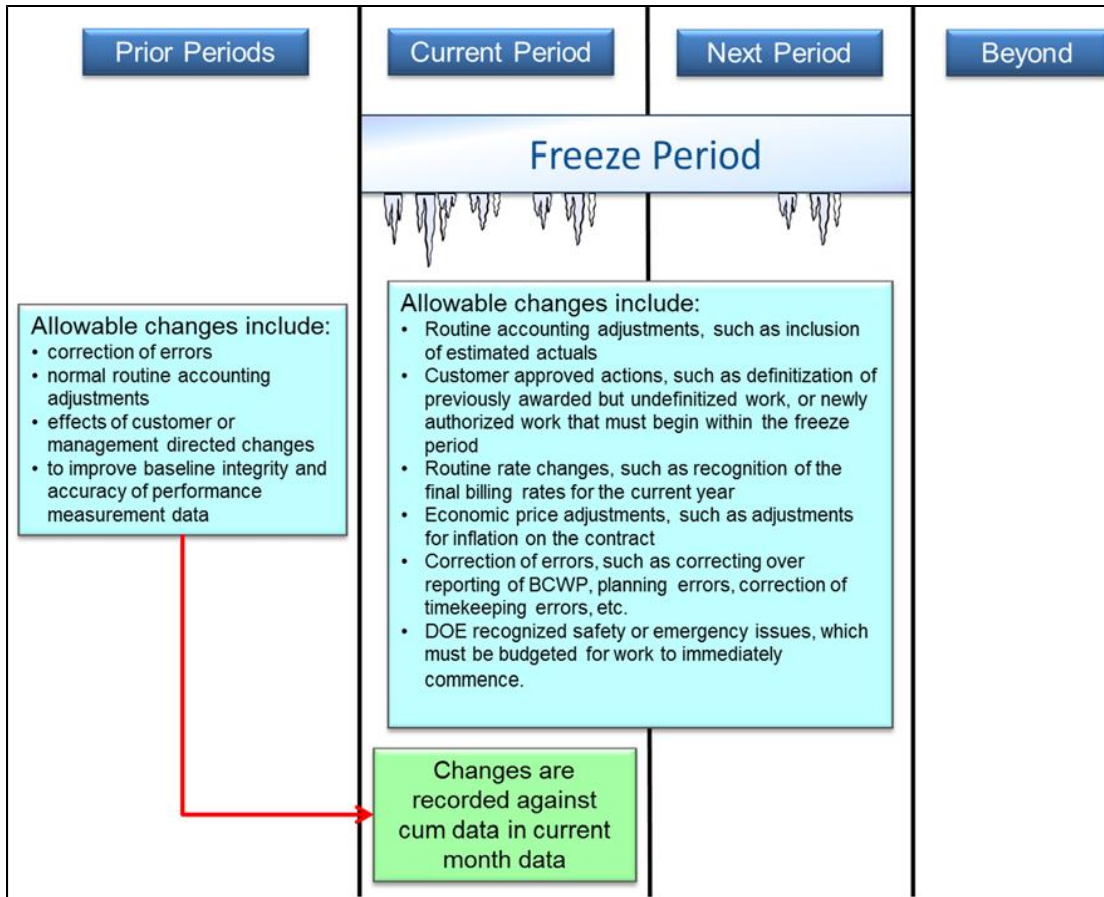 Prior Periods
Current Period
Next Period
Beyond
Freeze Period
Allowable changes include:
• correction of errors
• normal routine accounting
adjustments
• effects of customer or
management directed changes
• to improve baseline integrity and
accuracy of performance
measurement data
Allowable changes include:
• Routine accounting adjustments, such as inclusion
of estimated actuals
• Customer approved actions, such as definitization of
previously awarded but undefinitized work, or newly
authorized work that must begin within the freeze
period
• Routine rate changes, such as recognition of the
final billing rates for the current year
• Economic price adjustments, such as adjustments
for inflation on the contract
• Correction of errors, such as correcting over
reporting of BCWP, planning errors, correction of
timekeeping errors, etc.
• DOE recognized safety or emergency issues, which
must be budgeted for work to immediately
commence.
Changes are
recorded against
cum data in current
month data